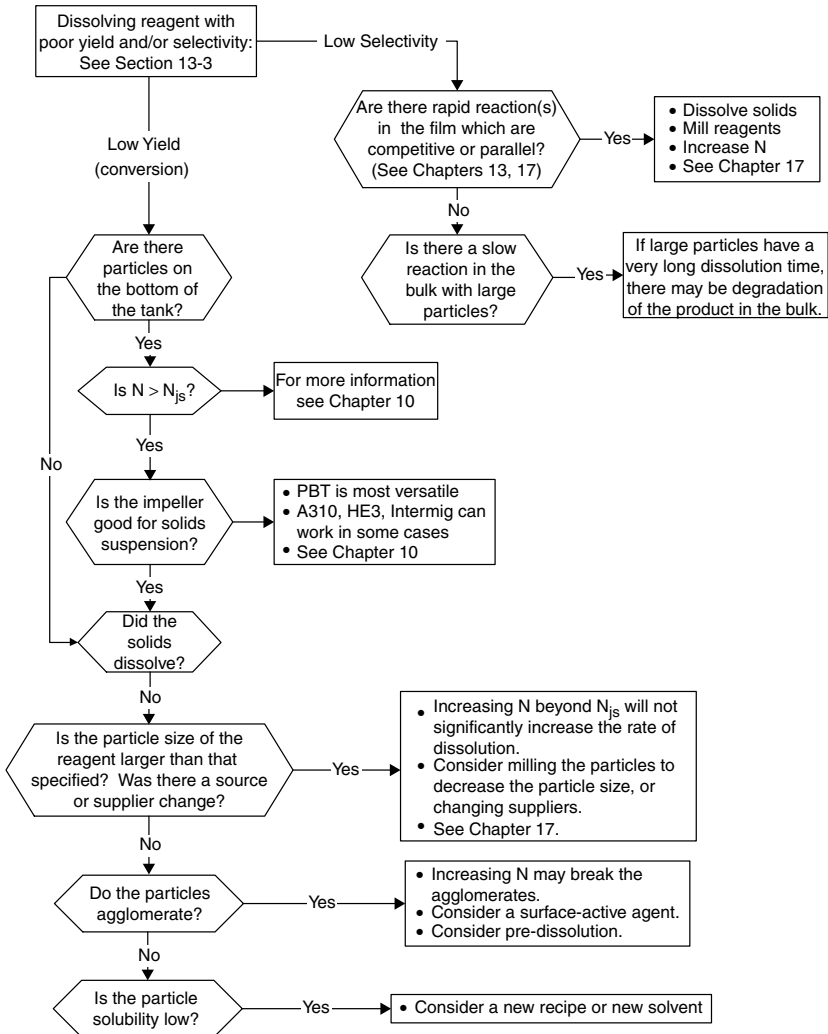 Dissolving reagent with
poor yield and/or selectivity:
See Section 13-3
Low Selectivity
Are there rapid reaction(s)
in the film which are
competitive or parallel?
(See Chapters 13, 17)
Yes
• Dissolve solids
• Mill reagents
• Increase N
• See Chapter 17
Low Yield
(conversion)
No
Are there
particles on
the bottom of
the tank?
Is there a slow
reaction in the
bulk with large
particles?
Yes
If large particles have a
very long dissolution time,
there may be degradation
of the product in the bulk.
Yes
Is N > Njs?
For more information
see Chapter 10
Yes
No
Is the impeller
good for solids
suspension?
• PBT is most versatile
• A310, HE3, Intermig can
work in some cases
• See Chapter 10
Yes
Did the
solids
dissolve?
No
Is the particle size of the
reagent larger than that
specified? Was there a source
or supplier change?
Yes
• Increasing N beyond Njs will not
significantly increase the rate of
dissolution.
• Consider milling the particles to
decrease the particle size, or
changing suppliers.
• See Chapter 17.
No
Do the particles
agglomerate?
Yes
• Increasing N may break the
agglomerates.
• Consider a surface-active agent.
• Consider pre-dissolution.
No
Is the particle
solubility low?
Yes
• Consider a new recipe or new solvent